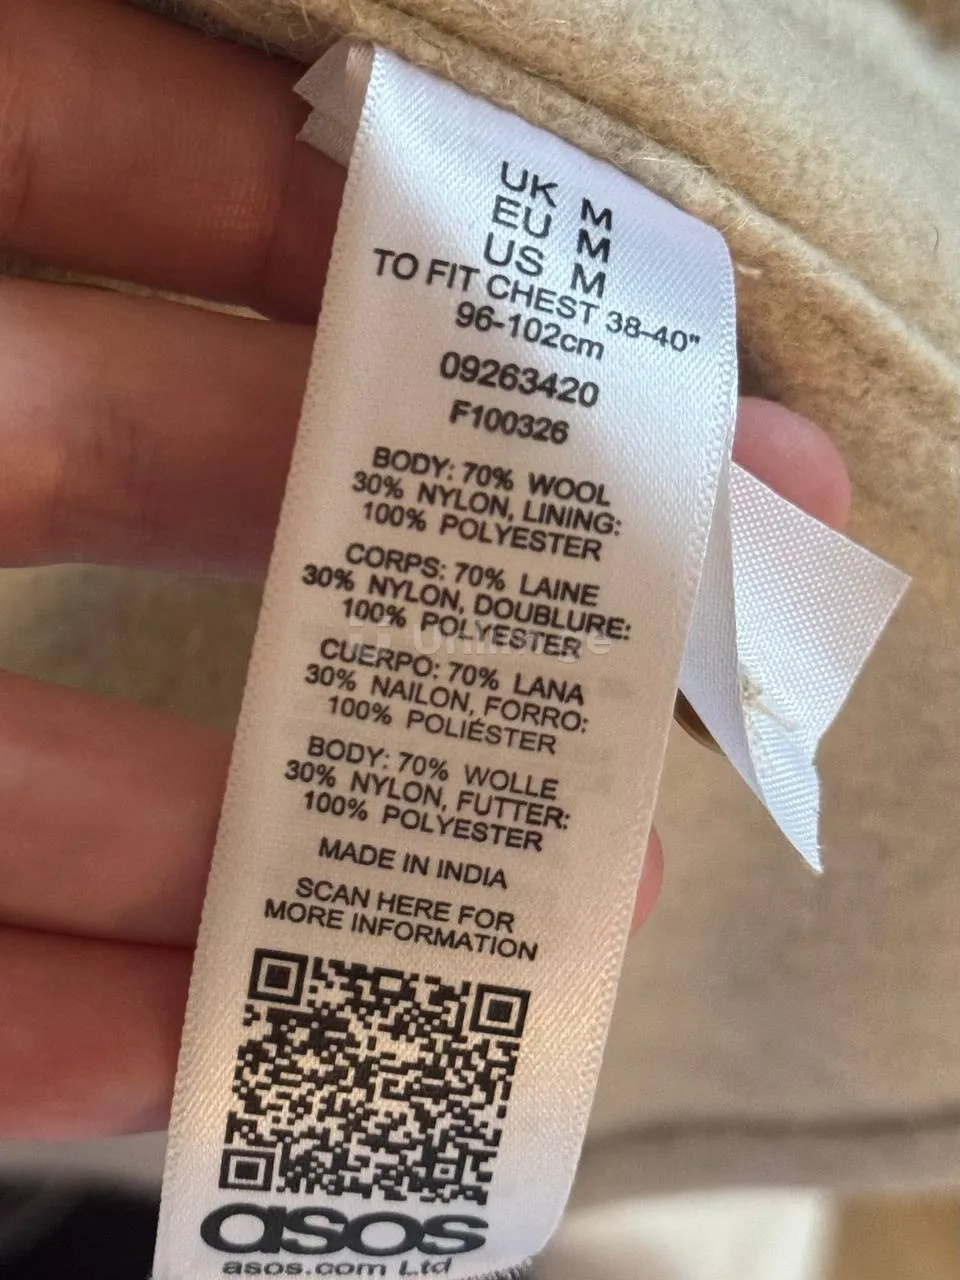 UK M
EU M
US M
TO FIT CHEST 38-40"
96-102cm
09263420
F100326
BODY: 70% WOOL
30% NYLON, LINING:
100% POLYESTER
CORPS: 70% LAINE
30% NYLON, DOUBLURE:
100% POLYESTER
CUERPO: 70% LANA
30% NAILON, FORRO:
100% POLIÉSTER
BODY: 70% WOLLE
30% NYLON, FUTTER:
100% POLYESTER
MADE IN INDIA
SCAN HERE FOR
MORE INFORMATION
asos
asos.com Ltd